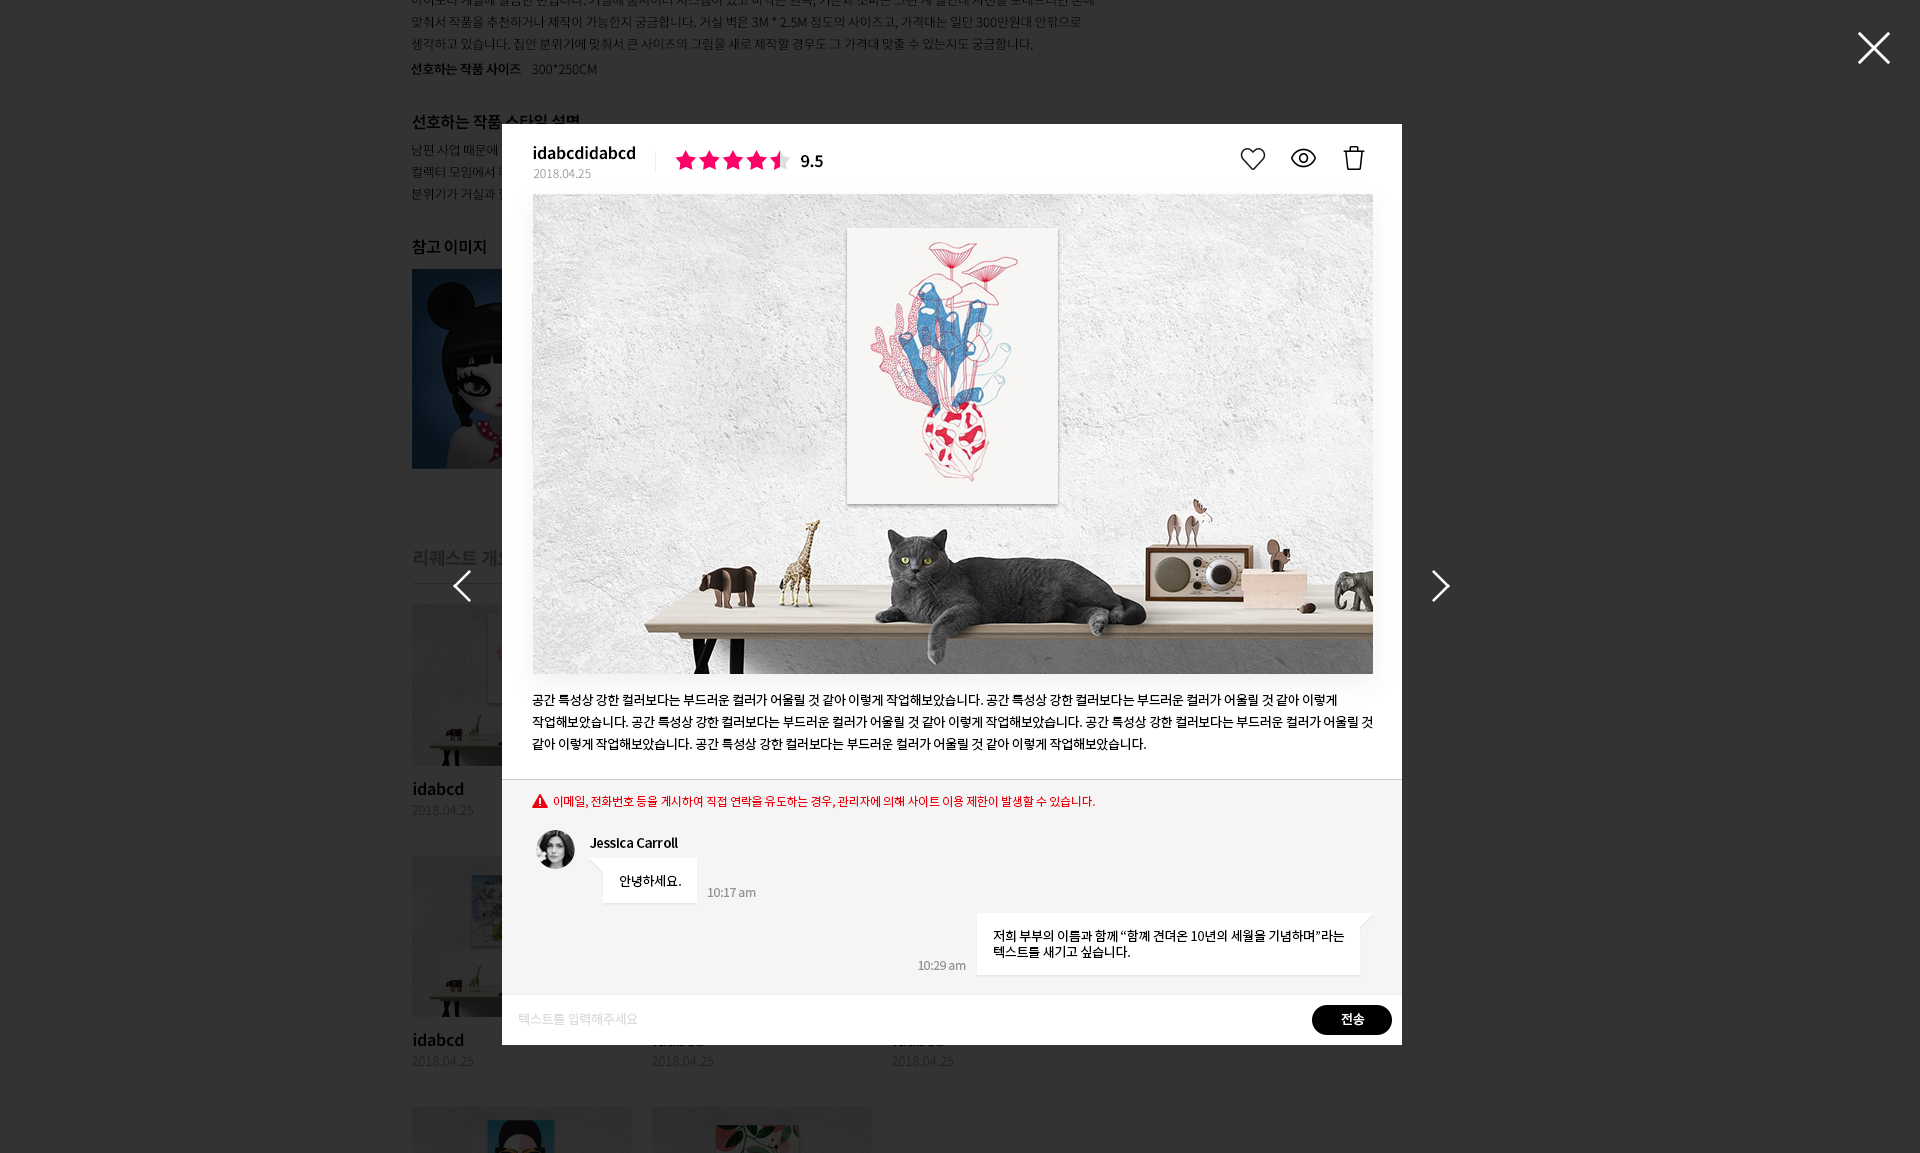 맞춰서 작품을 추천하거나 제작이 가능한지 궁금합니다. 거실 벽은 3M * 2.5M 정도의 사이즈고, 가격대는 일단 300만원대 안팎으로
생각하고 있습니다. 집안 분위기에 맞춰서 큰 사이즈의 그림을 새로 제작할 경우도 그 가격대 맞출 수 있는지도 궁금합니다.
선호하는 작품 사이즈 300*250CM
선호하는 작품 스타일 설명
남편 사업 때문에
컬렉터 모임에서
분위기가 거실과
참고 이미지
리퀘스트
idabcdidabcd
2018.04.25
9.5
공간 특성상 강한 컬러보다는 부드러운 컬러가 어울릴 것 같아 이렇게 작업해보았습니다. 공간 특성상 강한 컬러보다는 부드러운 컬러가 어울릴 것 같아 이렇게
작업해보았습니다. 공간 특성상 강한 컬러보다는 부드러운 컬러가 어울릴 것 같아 이렇게 작업해보았습니다. 공간 특성상 강한 컬러보다는 부드러운 컬러가 어울릴 것
같아 이렇게 작업해보았습니다. 공간 특성상 강한 컬러보다는 부드러운 컬러가 어울릴 것 같아 이렇게 작업해보았습니다.
이메일, 전화번호 등을 게시하여 직접 연락을 유도하는 경우, 관리자에 의해 사이트 이용 제한이 발생할 수 있습니다.
Jessica Carroll
안녕하세요.
10:17 am
저희 부부의 이름과 함께 “함꼐 견뎌온 10년의 세월을 기념하며”라는
텍스트를 새기고 싶습니다.
10:29 am
텍스트를 입력해주세요
전송
idabcd
2018.04.25
idabcd
2018.04.25
2018.04.25
2018.04.25